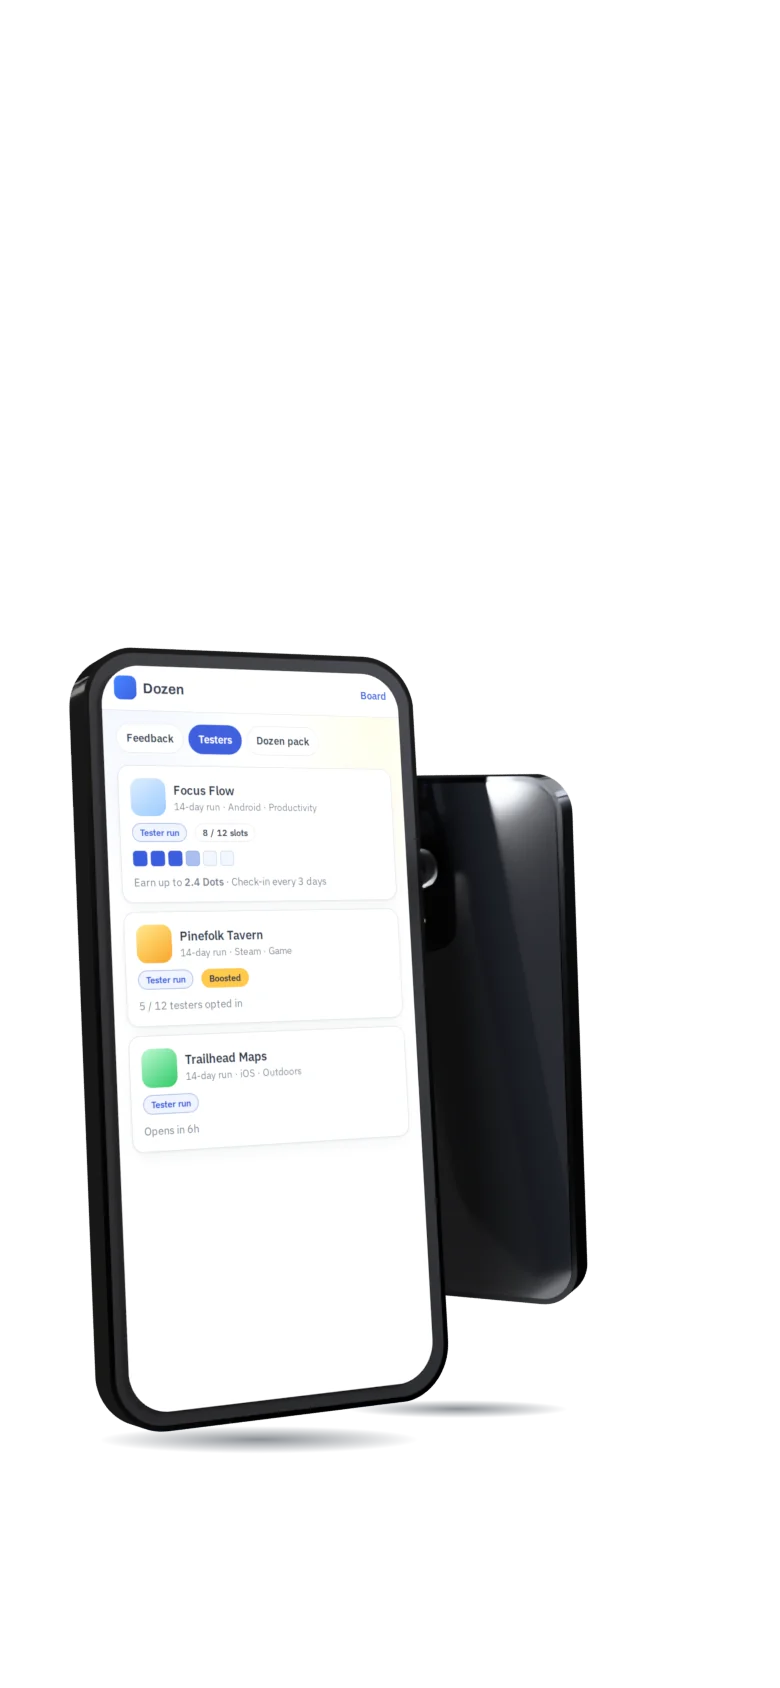 Dozen
Board
Feedback
Testers
Dozen pack
Focus Flow
14-day run · Android · Productivity
Tester run
8 / 12 slots
Earn up to 2.4 Dots · Check-in every 3 days
Pinefolk Tavern
14-day run · Steam · Game
Tester run
Boosted
5 / 12 testers opted in
Trailhead Maps
14-day run · iOS · Outdoors
Tester run
Opens in 6h